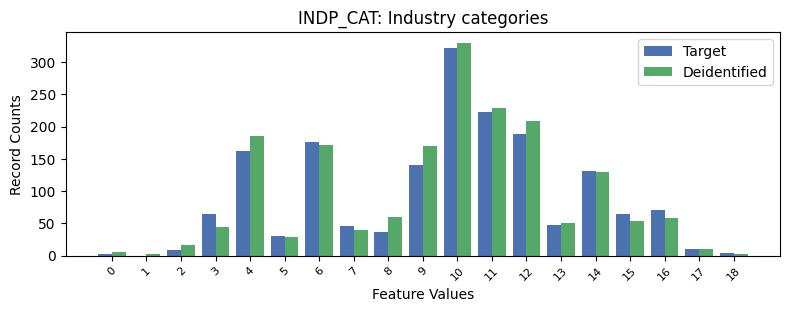 INDP_CAT: Industry categories
Target
Deidentified
Record Counts
300
250
200
150
100
50
0
0 1 2 3 4 5 6 7 8 9 10 11 12 13 14 15 16 17 18
Feature Values